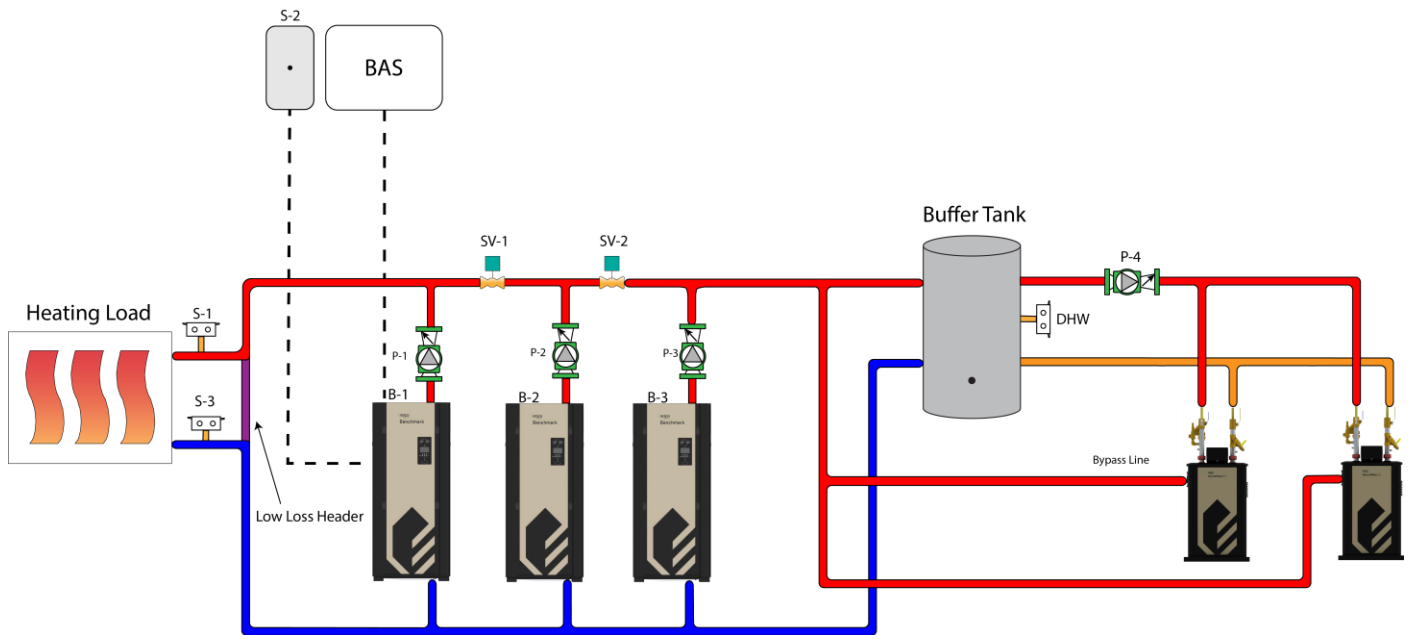 S-2
BAS
SV-1
SV-2
Buffer Tank
P-4
Heating Load
S-1
DHW
P-1
P-2
P-3
B-1
B-2
B-3
S-3
Benchmark
Benchmark
Benchmark
Bypass Line
Low Loss Header